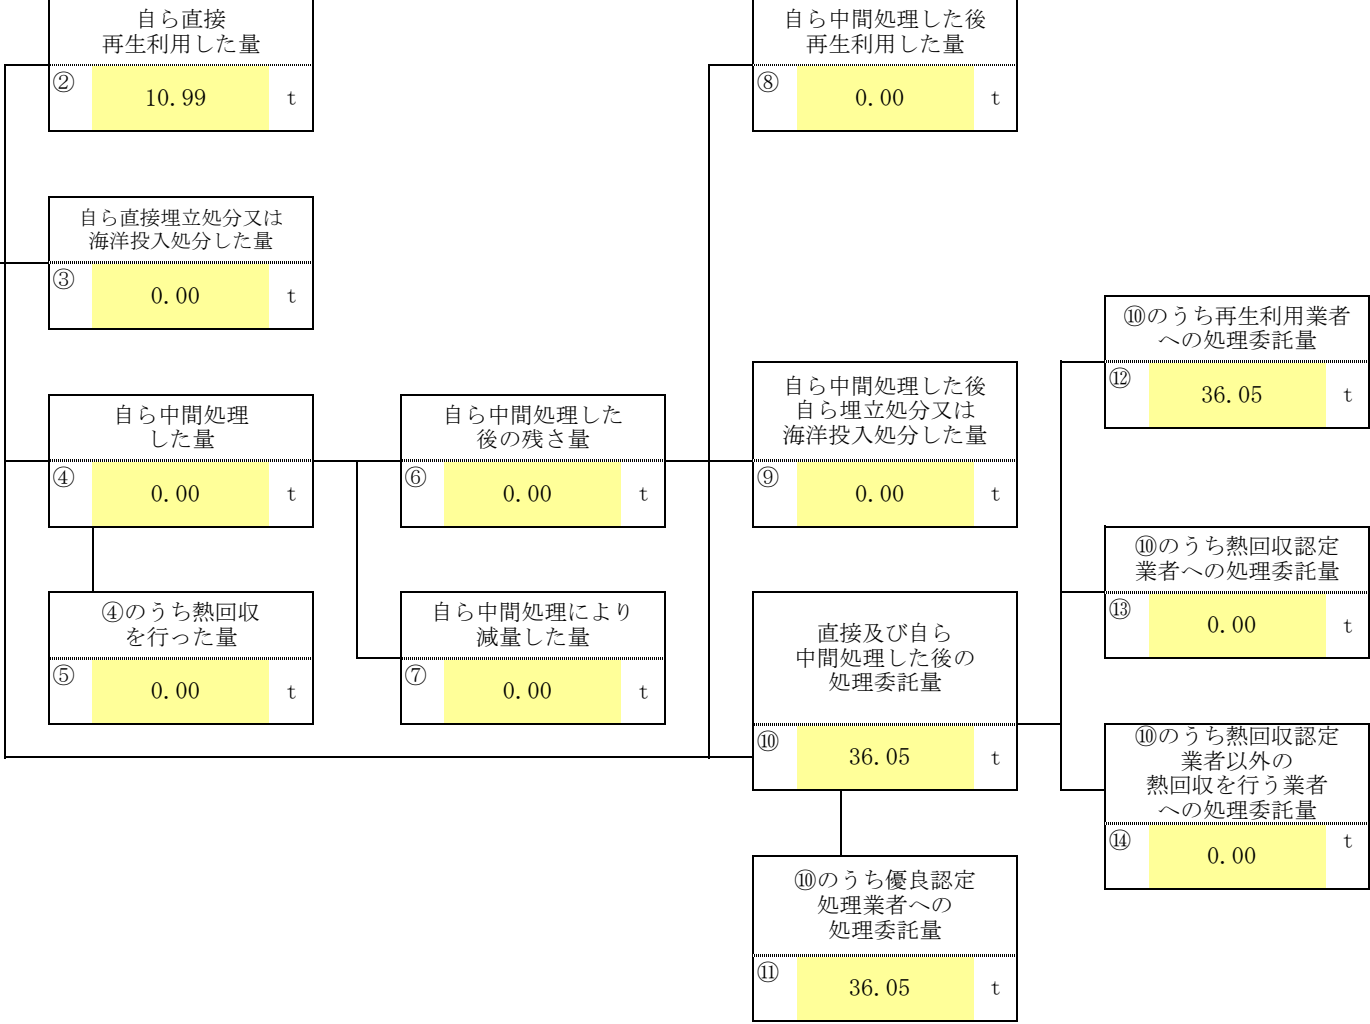 自ら直接
再生利用した量
②
10.99
t
自ら中間処理した後
再生利用した量
⑧
0.00
t
自ら直接埋立処分又は
海洋投入処分した量
③
0.00
t
⑩のうち再生利用業者
への処理委託量
⑫
36.05
t
自ら中間処理
した量
④
0.00
t
自ら中間処理した
後の残さ量
⑥
0.00
t
自ら中間処理した後
自ら埋立処分又は
海洋投入処分した量
⑨
0.00
t
⑩のうち熱回収認定
業者への処理委託量
⑬
0.00
t
④のうち熱回収
を行った量
⑤
0.00
t
自ら中間処理により
減量した量
⑦
0.00
t
直接及び自ら
中間処理した後の
処理委託量
⑩
36.05
t
⑩のうち熱回収認定
業者以外の
熱回収を行う業者
への処理委託量
⑭
0.00
t
⑩のうち優良認定
処理業者への
処理委託量
⑪
36.05
t